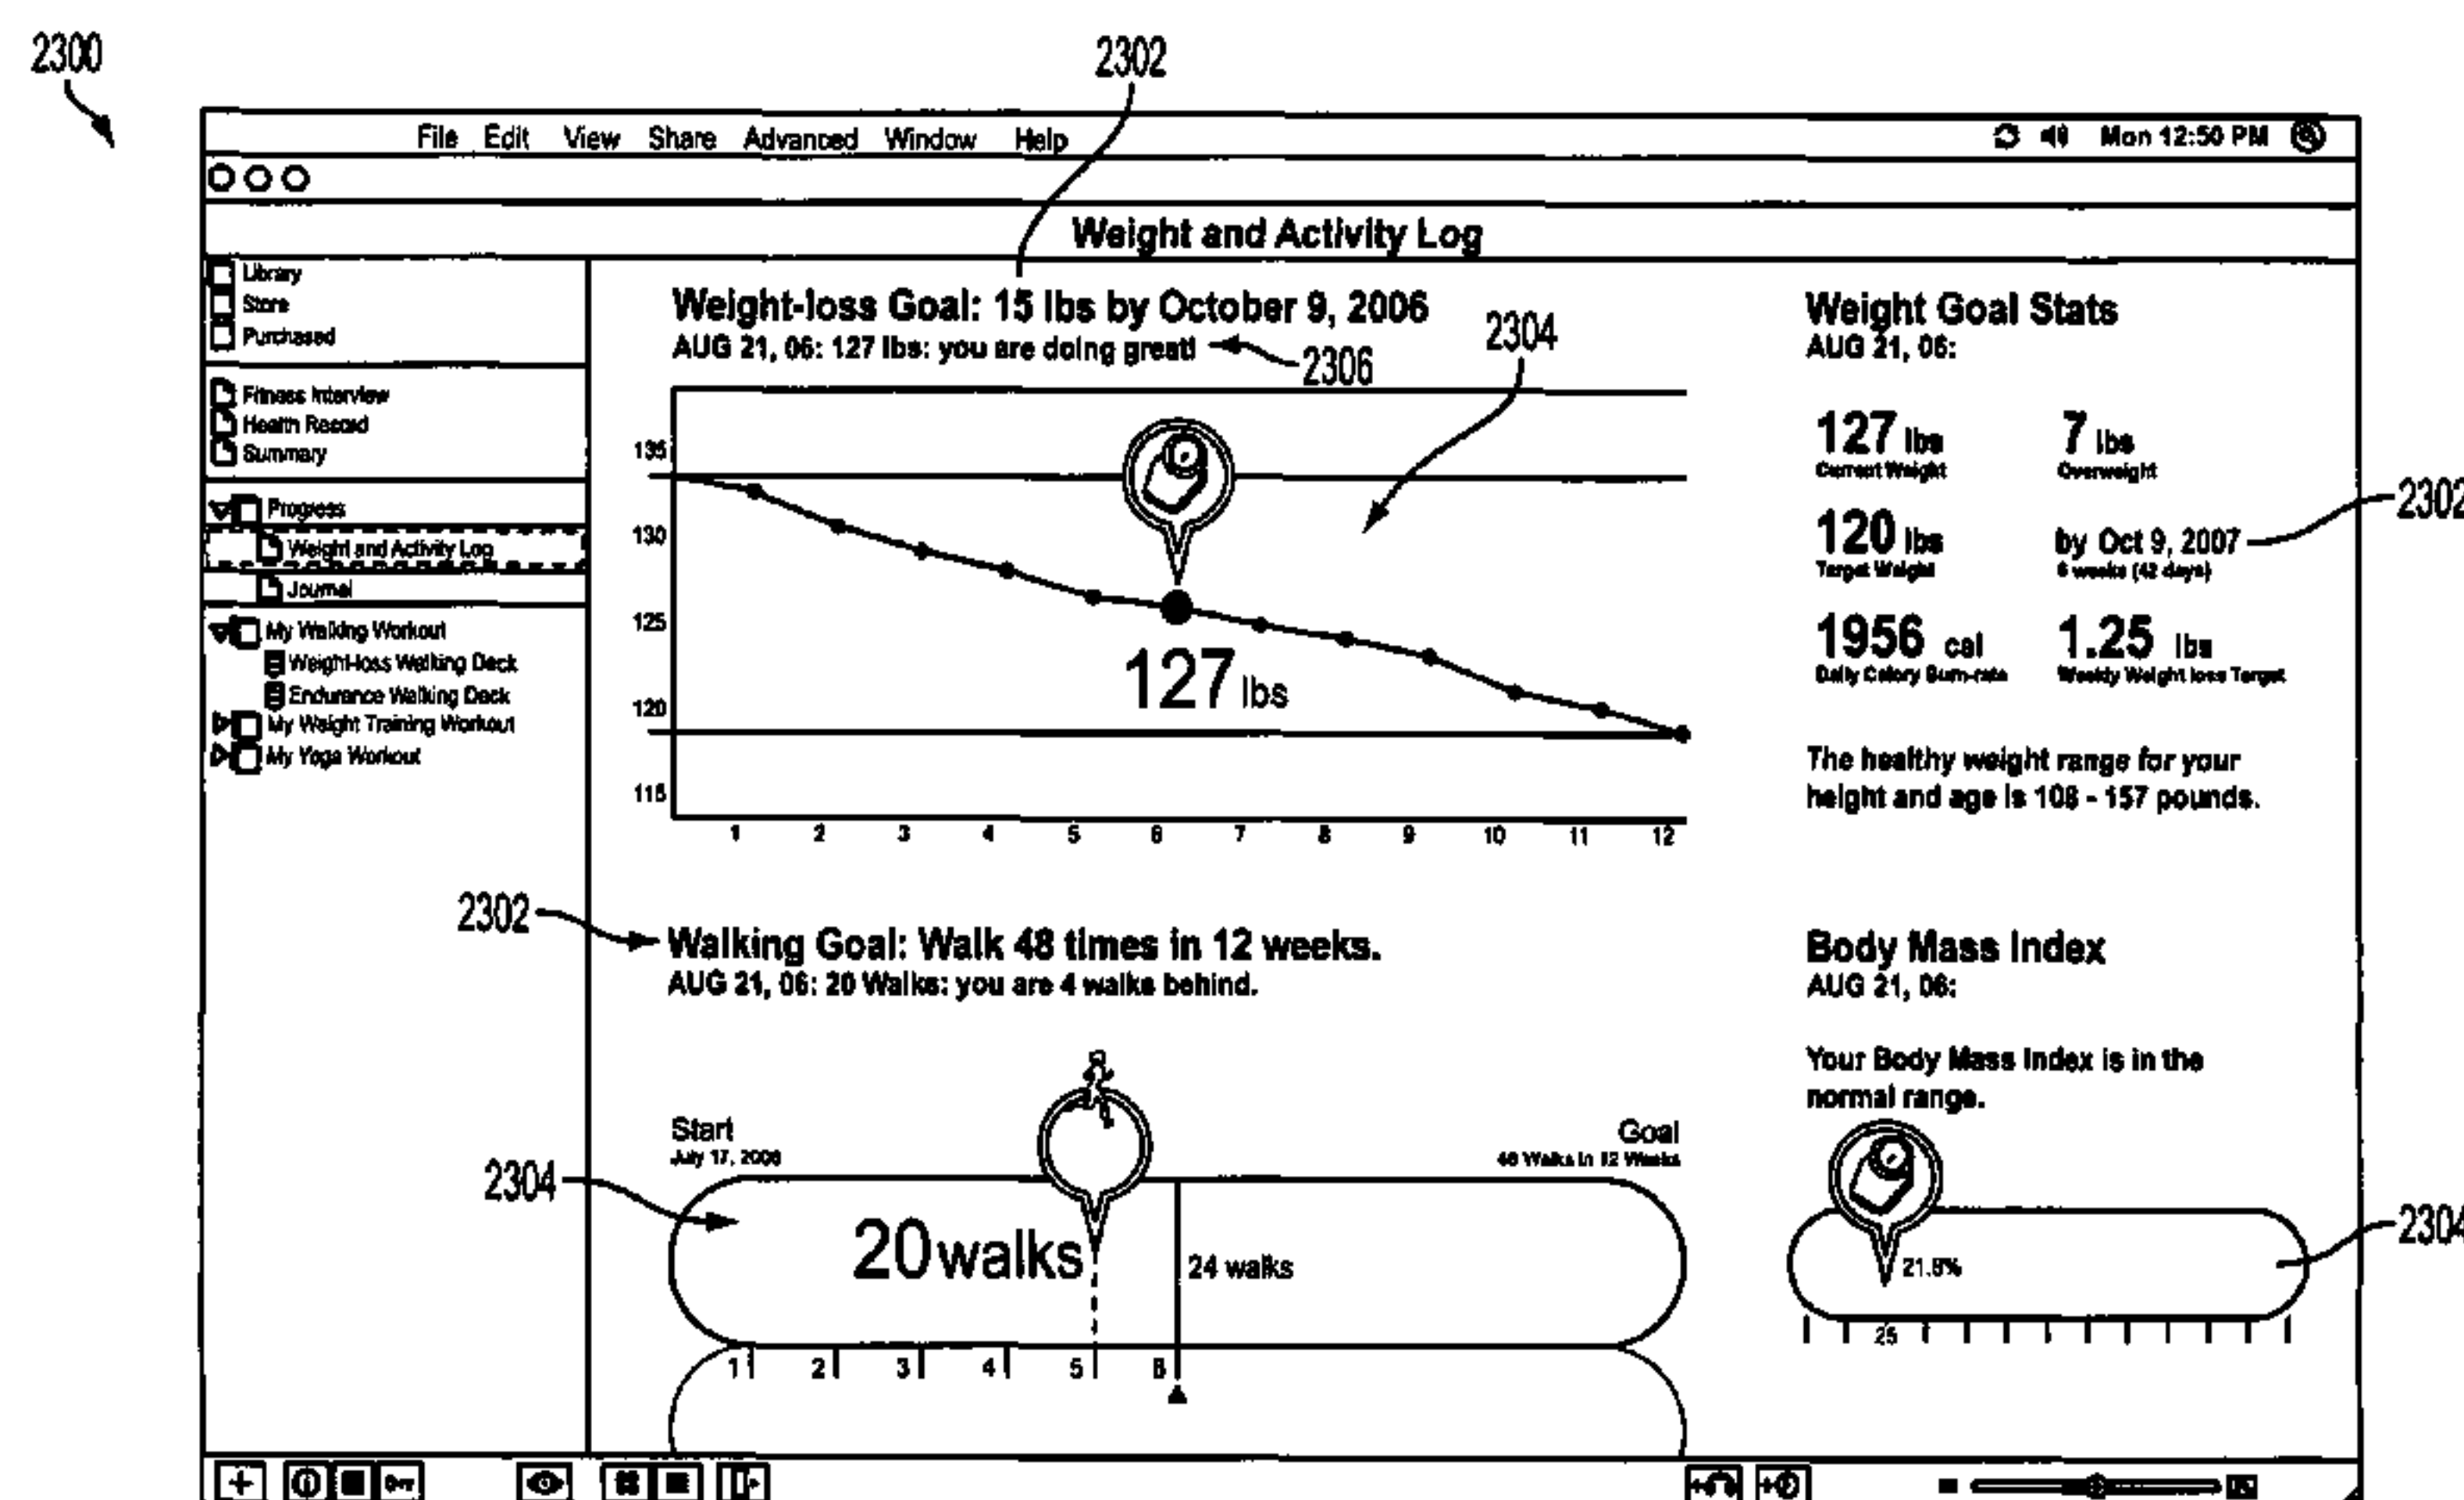 2300
2302
File Edit View Share Advanced Window Help Mon 12:50 PM
Weight and Activity Log
Library
Store
Purchased
Fitness Interview
Health Record
Summary
Progress
Weight and Activity Log
Journal
My Walking Workout
Weight-loss Walking Deck
Endurance Walking Deck
My Weight Training Workout
My Yoga Workout
Weight-loss Goal: 15 lbs by October 9, 2006
AUG 21, 06: 127 lbs: you are doing great!
2306
2304
135
130
125
120
115
127 lbs
1 2 3 4 5 6 7 8 9 10 11 12
Weight Goal Stats
AUG 21, 06:
127 lbs 7 lbs
Current Weight Overweight
120 lbs by Oct 9, 2007
2302
Target Weight 6 weeks (42 days)
1956 cal 1.25 lbs
Daily Calory Burn-rate Weekly Weight loss Target
The healthy weight range for your
height and age is 108 - 157 pounds.
2302
Walking Goal: Walk 48 times in 12 weeks.
AUG 21, 06: 20 Walks: you are 4 walks behind.
Start Goal
July 17, 2006 48 Walks in 12 Weeks
2304
20 walks
24 walks
1 2 3 4 5 6
Body Mass Index
AUG 21, 06:
Your Body Mass Index is in the
normal range.
21.8%
2304
25